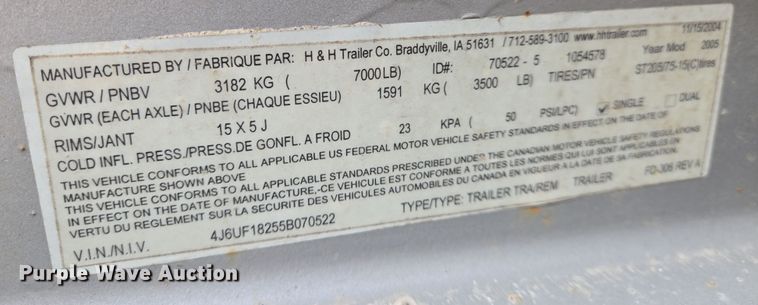 MANUFACTURED BY / FABRIQUE PAR: H & H Trailer Co. Braddyville, IA 51631 / 712-589-3100 www.hhtrailer.com 11/15/2004
GVWR / PNBV 3182 KG ( 7000 LB) ID#: 70522 - 5 1054578 Year Mod 2005
GVWR (EACH AXLE) / PNBE (CHAQUE ESSIEU) 1591 KG ( 3500 LB) TIRES/PN ST205/75-15(C)tires
RIMS/JANT 15 X 5 J
COLD INFL. PRESS./PRESS.DE GONFL. A FROID 23 KPA ( 50 PSI/LPC) SINGLE DUAL
THIS VEHICLE CONFORMS TO ALL APPLICABLE US FEDERAL MOTOR VEHICLE SAFETY STANDARDS IN EFFECT ON THE DATE OF
MANUFACTURE SHOWN ABOVE
THIS VEHICLE CONFORMS TO ALL APPLICABLE STANDARDS PRESCRIBED UNDER THE CANADIAN MOTOR VEHICLE SAFETY REGULATIONS
IN EFFECT ON THE DATE OF MANUFACTURE,-CE VEHICULE EST CONFORME A TOUTES LES NORMES QUI LUI SONT APPLICABLES EN
VERTU DU REGLEMENT SUR LA SECURITE DES VEHICULES AUTOMOBILES DU CANADA EN VIGUEUR A LA DATE DE SA FABRICATION.
V.I.N./N.I.V. 4J6UF18255B070522 TYPE/TYPE: TRAILER TRA/REM TRAILER FD-306 REV A
Purple Wave Auction